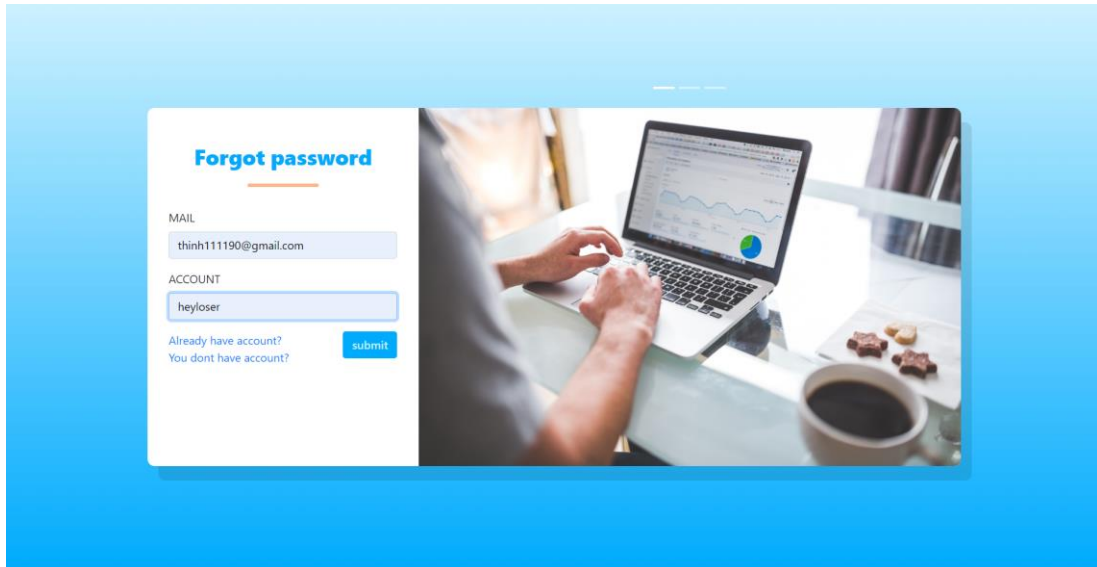 Forgot password
MAIL
thinh111190@gmail.com
ACCOUNT
heyloser
Already have account?
You dont have account?
submit